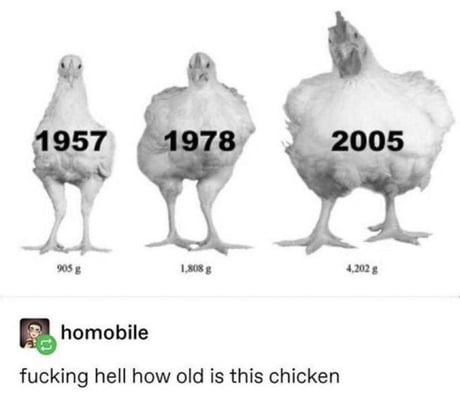 1957 1978 2005
905 g 1,808 g 4,202 g
homobile
fucking hell how old is this chicken